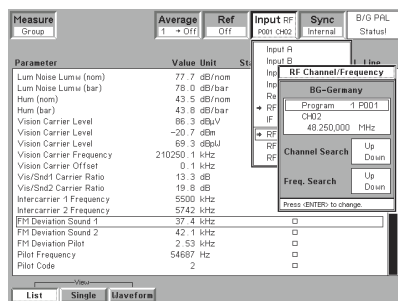 Measure Average Ref Input RF Sync B/G PAL
Group 1 → Off Off P001 CH02 Internal Status!
Input A
Input B
Parameter Value Unit Line
Lum Noise Lumw (nom) 77.7 dB/nom
Lum Noise Lumw (bar) 78.0 dB/bar
Hum (nom) 43.5 dB/nom
Hum (bar) 43.8 dB/bar
Vision Carrier Level 86.3 dBµV
Vision Carrier Level -20.7 dBm
Vision Carrier Level 69.3 dBpW
Vision Carrier Frequency 210250.1 kHz
Vision Carrier Offset 0.1 kHz
Vis/Snd1 Carrier Ratio 13.3 dB
Vis/Snd2 Carrier Ratio 19.8 dB
Intercarrier 1 Frequency 5500 kHz
Intercarrier 2 Frequency 5742 kHz
FM Deviation Sound 1 37.4 kHz
FM Deviation Sound 2 42.1 kHz
FM Deviation Pilot 2.53 kHz
Pilot Frequency 54687 Hz
Pilot Code 2
Inp
Inp
Re
→ RF
IF
→ RF
RF
RF
RF Channel/Frequency
BG-Germany
Program 1 P001
CH02
48.250,000 MHz
Channel Search Up
Down
Freq. Search Up
Down
Press <ENTER> to change.
View
List Single Waveform